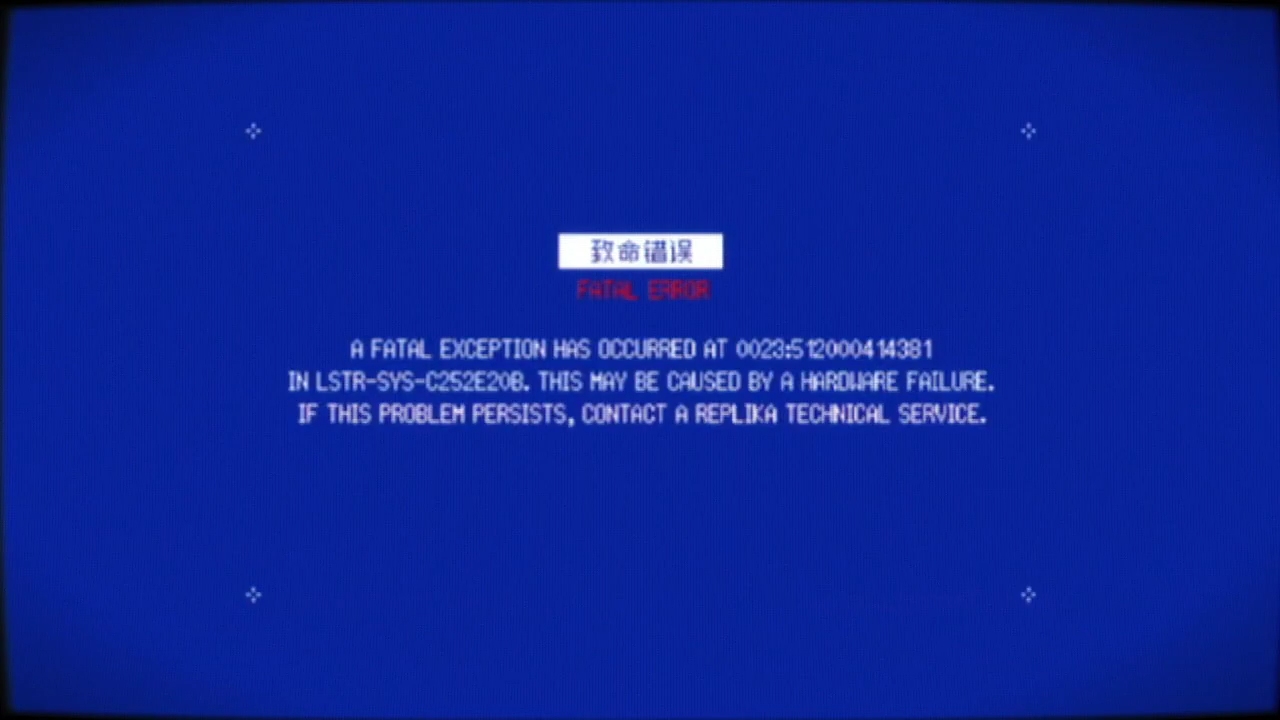 致命错误
FATAL ERROR
A FATAL EXCEPTION HAS OCCURRED AT 0023:512000414381
IN LSTR-SYS-C252E20B. THIS MAY BE CAUSED BY A HARDWARE FAILURE.
IF THIS PROBLEM PERSISTS, CONTACT A REPLIKA TECHNICAL SERVICE.